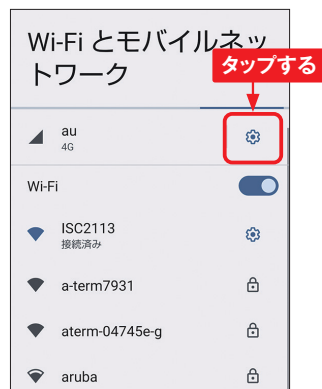 Wi-Fi とモバイルネッ
トワーク
タップする
au
4G
Wi-Fi
ISC2113
接続済み
a-term7931
aterm-04745e-g
aruba